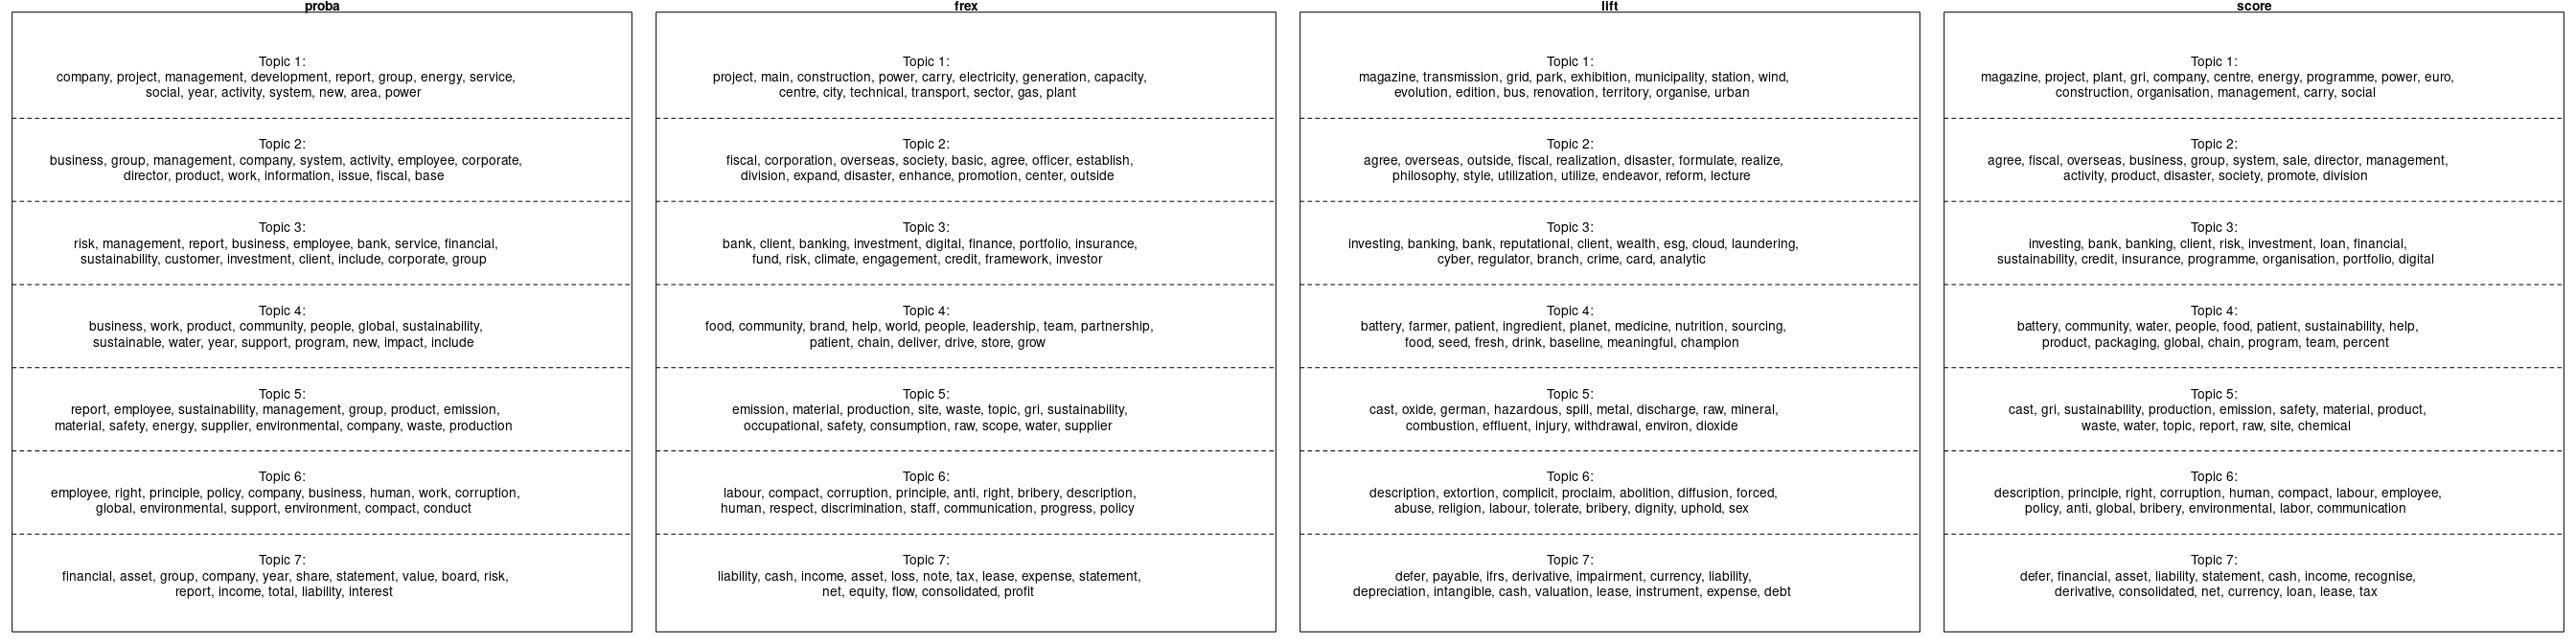 proba
Topic 1:
company, project, management, development, report, group, energy, service,
social, year, activity, system, new, area, power
Topic 2:
business, group, management, company, system, activity, employee, corporate,
director, product, work, information, issue, fiscal, base
Topic 3:
risk, management, report, business, employee, bank, service, financial,
sustainability, customer, investment, client, include, corporate, group
Topic 4:
business, work, product, community, people, global, sustainability,
sustainable, water, year, support, program, new, impact, include
Topic 5:
report, employee, sustainability, management, group, product, emission,
material, safety, energy, supplier, environmental, company, waste, production
Topic 6:
employee, right, principle, policy, company, business, human, work, corruption,
global, environmental, support, environment, compact, conduct
Topic 7:
financial, asset, group, company, year, share, statement, value, board, risk,
report, income, total, liability, interest
frex
Topic 1:
project, main, construction, power, carry, electricity, generation, capacity,
centre, city, technical, transport, sector, gas, plant
Topic 2:
fiscal, corporation, overseas, society, basic, agree, officer, establish,
division, expand, disaster, enhance, promotion, center, outside
Topic 3:
bank, client, banking, investment, digital, finance, portfolio, insurance,
fund, risk, climate, engagement, credit, framework, investor
Topic 4:
food, community, brand, help, world, people, leadership, team, partnership,
patient, chain, deliver, drive, store, grow
Topic 5:
emission, material, production, site, waste, topic, gri, sustainability,
occupational, safety, consumption, raw, scope, water, supplier
Topic 6:
labour, compact, corruption, principle, anti, right, bribery, description,
human, respect, discrimination, staff, communication, progress, policy
Topic 7:
liability, cash, income, asset, loss, note, tax, lease, expense, statement,
net, equity, flow, consolidated, profit
lift
Topic 1:
magazine, transmission, grid, park, exhibition, municipality, station, wind,
evolution, edition, bus, renovation, territory, organise, urban
Topic 2:
agree, overseas, outside, fiscal, realization, disaster, formulate, realize,
philosophy, style, utilization, utilize, endeavor, reform, lecture
Topic 3:
investing, banking, bank, reputational, client, wealth, esg, cloud, laundering,
cyber, regulator, branch, crime, card, analytic
Topic 4:
battery, farmer, patient, ingredient, planet, medicine, nutrition, sourcing,
food, seed, fresh, drink, baseline, meaningful, champion
Topic 5:
cast, oxide, german, hazardous, spill, metal, discharge, raw, mineral,
combustion, effluent, injury, withdrawal, environ, dioxide
Topic 6:
description, extortion, complicit, proclaim, abolition, diffusion, forced,
abuse, religion, labour, tolerate, bribery, dignity, uphold, sex
Topic 7:
defer, payable, ifrs, derivative, impairment, currency, liability,
depreciation, intangible, cash, valuation, lease, instrument, expense, debt
score
Topic 1:
magazine, project, plant, gri, company, centre, energy, programme, power, euro,
construction, organisation, management, carry, social
Topic 2:
agree, fiscal, overseas, business, group, system, sale, director, management,
activity, product, disaster, society, promote, division
Topic 3:
investing, bank, banking, client, risk, investment, loan, financial,
sustainability, credit, insurance, programme, organisation, portfolio, digital
Topic 4:
battery, community, water, people, food, patient, sustainability, help,
product, packaging, global, chain, program, team, percent
Topic 5:
cast, gri, sustainability, production, emission, safety, material, product,
waste, water, topic, report, raw, site, chemical
Topic 6:
description, principle, right, corruption, human, compact, labour, employee,
policy, anti, global, bribery, environmental, labor, communication
Topic 7:
defer, financial, asset, liability, statement, cash, income, recognise,
derivative, consolidated, net, currency, loan, lease, tax